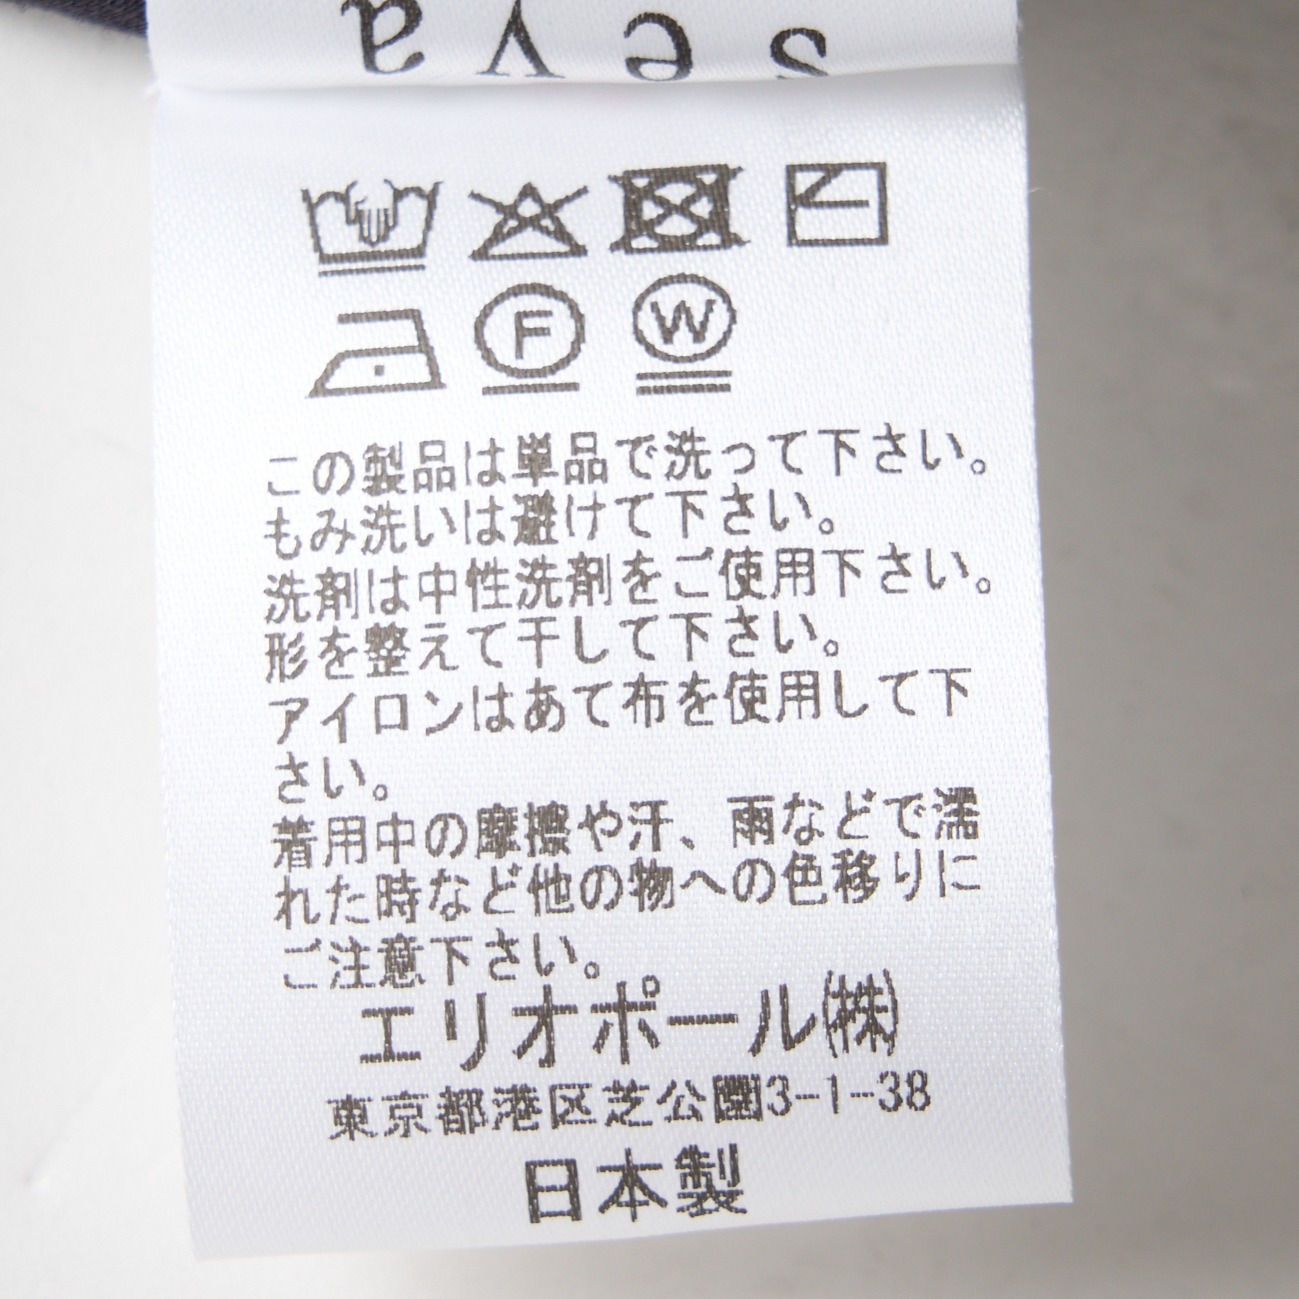 seva
F W
この製品は単品で洗って下さい。
もみ洗いは避けて下さい。
洗剤は中性洗剤をご使用下さい。
形を整えて干して下さい。
アイロンはあて布を使用して下
さい。
着用中の摩擦や汗、雨などで濡
れた時など他の物への色移りに
ご注意下さい。
エリオポール㈱
東京都港区芝公園3-1-38
日本製